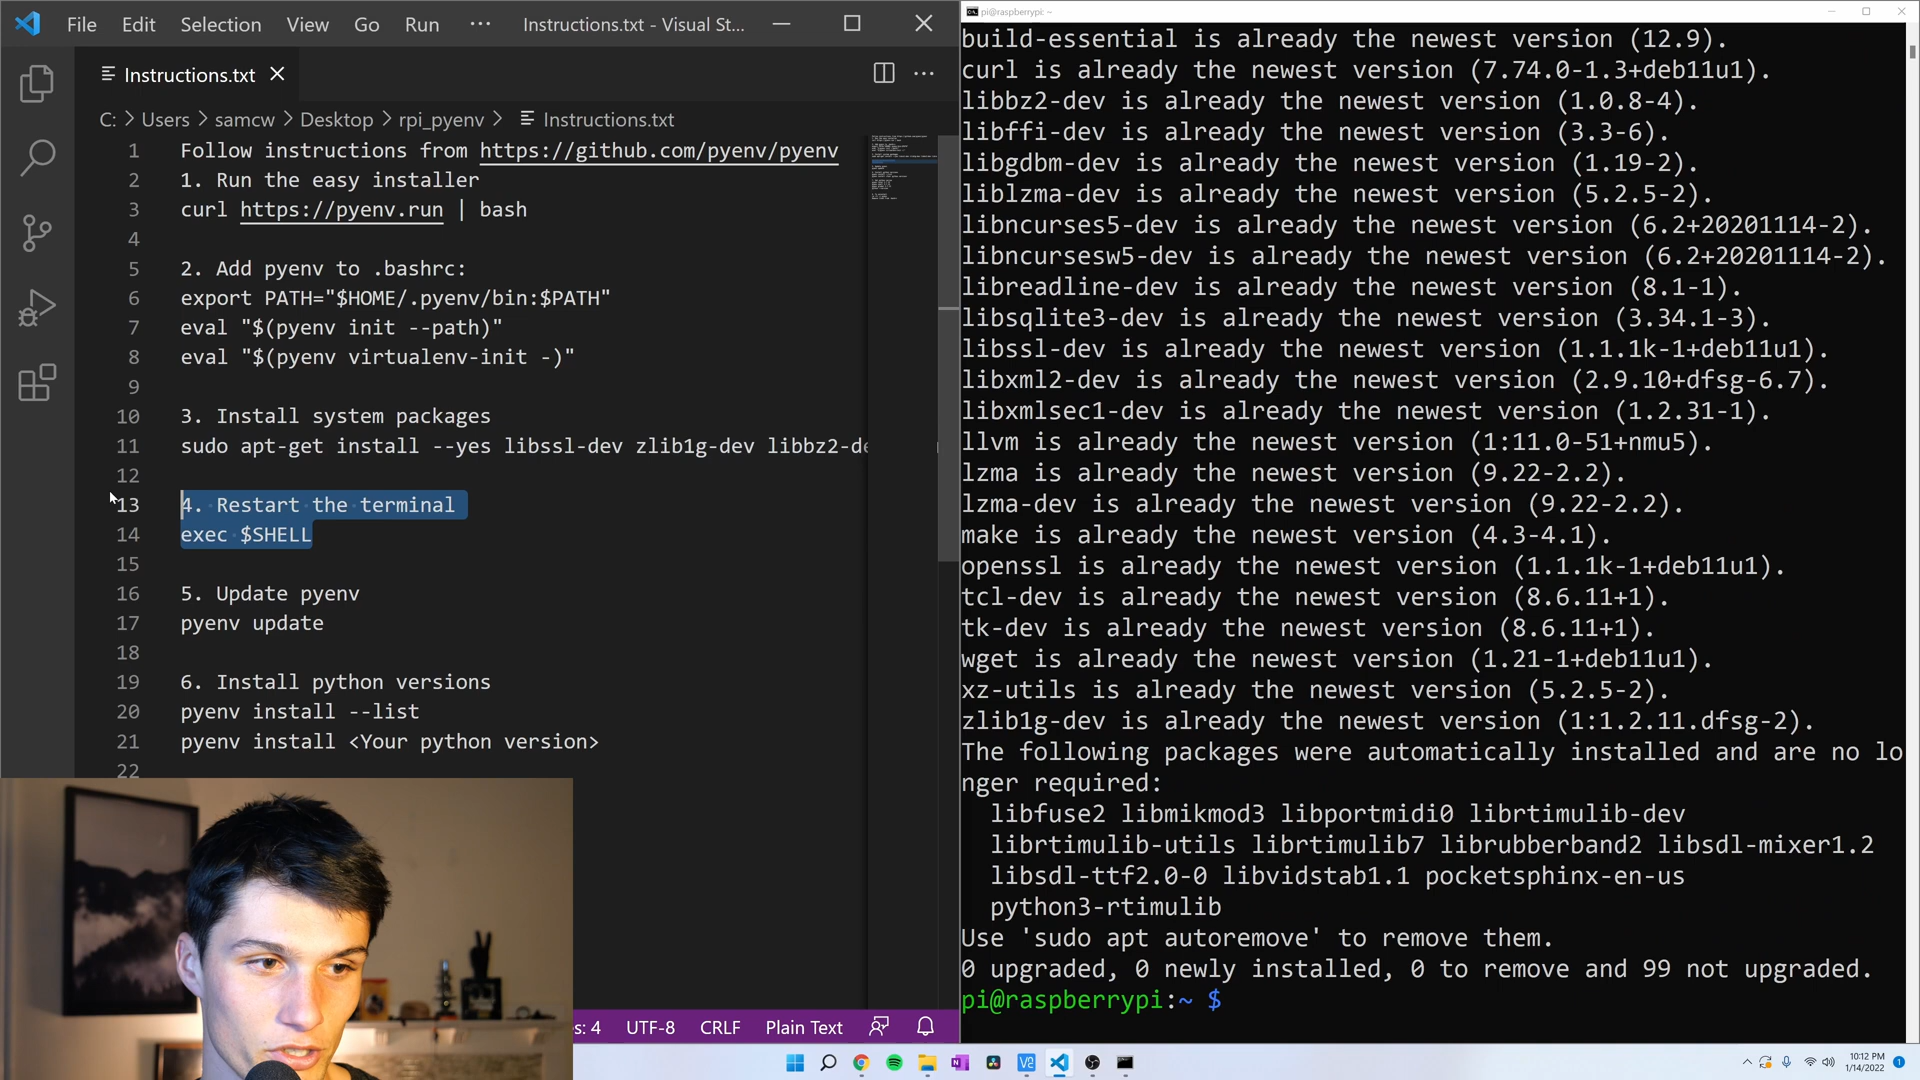 File Edit Selection View Go Run ··· Instructions.txt - Visual St...
Instructions.txt
C: > Users > samcw > Desktop > rpi_pyenv > Instructions.txt
1 Follow instructions from https://github.com/pyenv/pyenv
2 1. Run the easy installer
3 curl https://pyenv.run | bash
4
5 2. Add pyenv to .bashrc:
6 export PATH="$HOME/.pyenv/bin:$PATH"
7 eval "$(pyenv init --path)"
8 eval "$(pyenv virtualenv-init -)"
9
10 3. Install system packages
11 sudo apt-get install --yes libssl-dev zlib1g-dev libbz2-de
12
13 4. Restart the terminal
14 exec $SHELL
15
16 5. Update pyenv
17 pyenv update
18
19 6. Install python versions
20 pyenv install --list
21 pyenv install <Your python version>
22
s: 4 UTF-8 CRLF Plain Text
pi@raspberrypi: ~
build-essential is already the newest version (12.9).
curl is already the newest version (7.74.0-1.3+deb11u1).
libbz2-dev is already the newest version (1.0.8-4).
libffi-dev is already the newest version (3.3-6).
libgdbm-dev is already the newest version (1.19-2).
liblzma-dev is already the newest version (5.2.5-2).
libncurses5-dev is already the newest version (6.2+20201114-2).
libncursesw5-dev is already the newest version (6.2+20201114-2).
libreadline-dev is already the newest version (8.1-1).
libsqlite3-dev is already the newest version (3.34.1-3).
libssl-dev is already the newest version (1.1.1k-1+deb11u1).
libxml2-dev is already the newest version (2.9.10+dfsg-6.7).
libxmlsec1-dev is already the newest version (1.2.31-1).
llvm is already the newest version (1:11.0-51+nmu5).
lzma is already the newest version (9.22-2.2).
lzma-dev is already the newest version (9.22-2.2).
make is already the newest version (4.3-4.1).
openssl is already the newest version (1.1.1k-1+deb11u1).
tcl-dev is already the newest version (8.6.11+1).
tk-dev is already the newest version (8.6.11+1).
wget is already the newest version (1.21-1+deb11u1).
xz-utils is already the newest version (5.2.5-2).
zlib1g-dev is already the newest version (1:1.2.11.dfsg-2).
The following packages were automatically installed and are no lo
nger required:
libfuse2 libmikmod3 libportmidi0 librtimulib-dev
librtimulib-utils librtimulib7 librubberband2 libsdl-mixer1.2
libsdl-ttf2.0-0 libvidstab1.1 pocketsphinx-en-us
python3-rtimulib
Use 'sudo apt autoremove' to remove them.
0 upgraded, 0 newly installed, 0 to remove and 99 not upgraded.
pi@raspberrypi:~ $
10:12 PM
1/14/2022
1